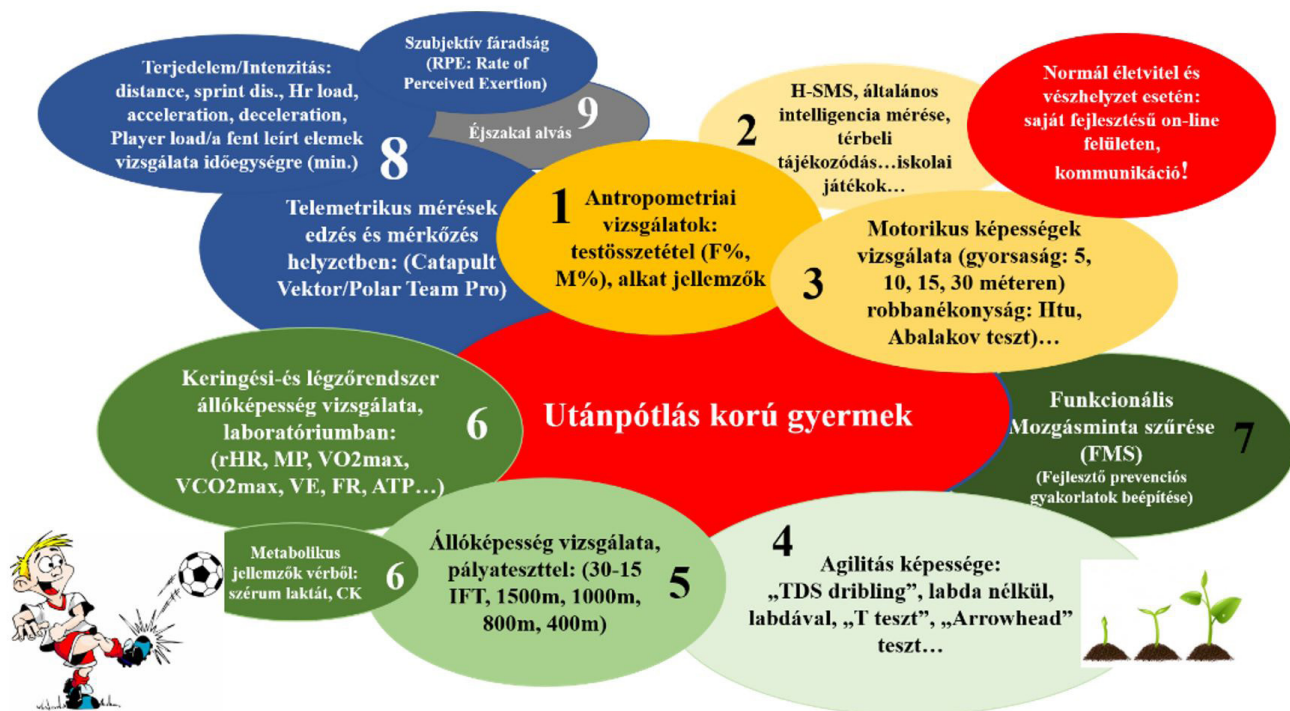 Szubjektív fáradság
(RPE: Rate of
Perceived Exertion)
Terjedelem/Intenzitás:
distance, sprint dis., Hr load,
acceleration, deceleration,
Player load/a fent leírt elemek
vizsgálata időegységre (min.)
8
9
Éjszakai alvás
2
H-SMS, általános
intelligencia mérése,
térbeli
tájékozódás…iskolai
játékok…
Normál életvitel és
vészhelyzet esetén:
saját fejlesztésű on-line
felületen,
kommunikáció!
Telemetrikus mérések
edzés és mérkőzés
helyzetben: (Catapult
Vektor/Polar Team Pro)
1
Antropometriai
vizsgálatok:
testösszetétel (F%,
M%), alkat jellemzők
3
Motorikus képességek
vizsgálata (gyorsaság: 5,
10, 15, 30 méteren)
robbanékonyság: Htu,
Abalakov teszt)…
Keringési-és légzőrendszer
állóképesség vizsgálata,
laboratóriumban:
(rHR, MP, VO2max,
VCO2max, VE, FR, ATP…)
6
Utánpótlás korú gyermek
Funkcionális
Mozgásminta szűrése
(FMS)
(Fejlesztő prevenciós
gyakorlatok beépítése)
7
Metabolikus
jellemzők vérből:
szérum laktát, CK
6
Állóképesség vizsgálata,
pályateszttel: (30-15
IFT, 1500m, 1000m,
800m, 400m)
5
4
Agilitás képessége:
„TDS dribling”, labda nélkül,
labdával, „T teszt”, „Arrowhead”
teszt…